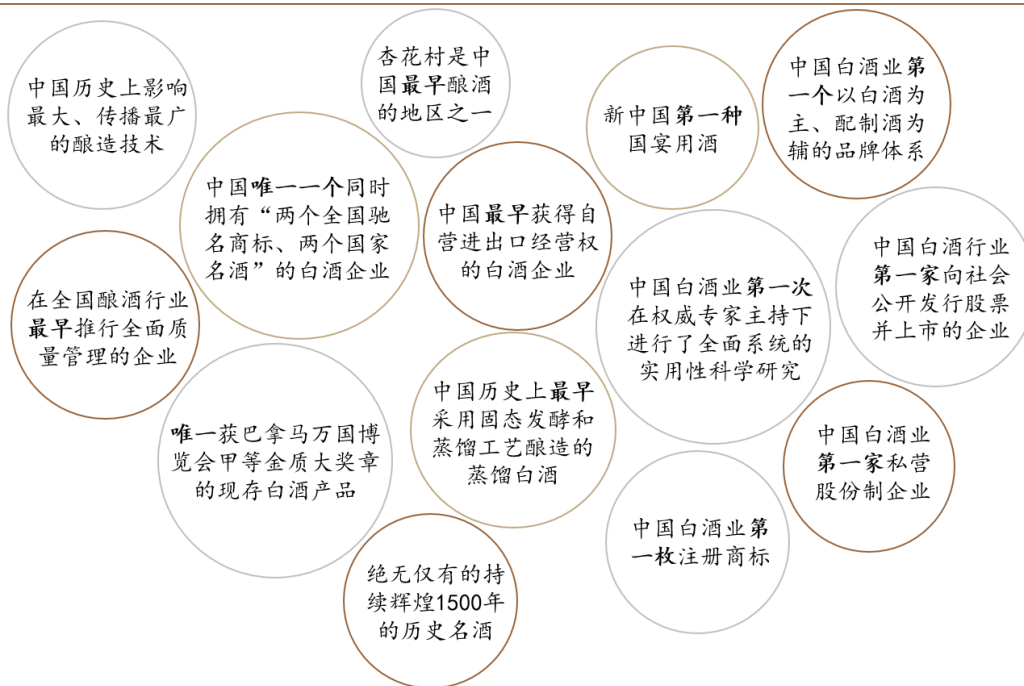 中国历史上影响
最大、传播最广
的酿造技术
杏花村是中
国最早酿酒
的地区之一
新中国第一种
国宴用酒
中国白酒业第
一个以白酒为
主、配制酒为
辅的品牌体系
中国唯一一个同时
拥有“两个全国驰
名商标、两个国家
名酒”的白酒企业
中国最早获得自
营进出口经营权
的白酒企业
中国白酒行业
第一家向社会
公开发行股票
并上市的企业
在全国酿酒行业
最早推行全面质
量管理的企业
中国白酒业第一次
在权威专家主持下
进行了全面系统的
实用性科学研究
唯一获巴拿马万国博
览会甲等金质大奖章
的现存白酒产品
中国历史上最早
采用固态发酵和
蒸馏工艺酿造的
蒸馏白酒
中国白酒业
第一家私营
股份制企业
中国白酒业第
一枚注册商标
绝无仅有的持
续辉煌1500年
的历史名酒